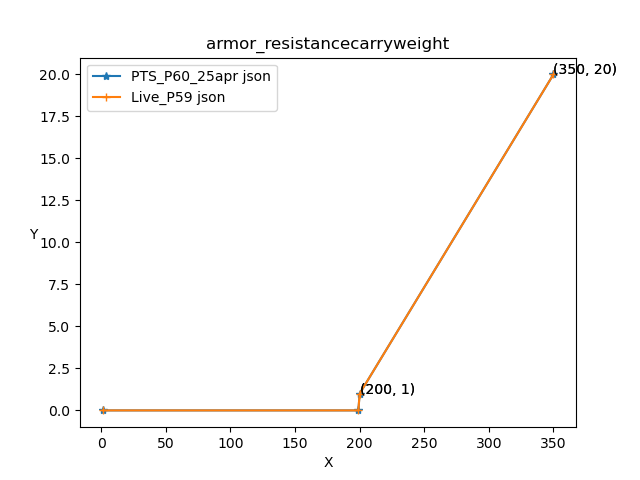 armor_resistancecarryweight
PTS_P60_25apr json
Live_P59 json
(350, 20)
(200, 1)
Y
20.0
17.5
15.0
12.5
10.0
7.5
5.0
2.5
0.0
0 50 100 150 200 250 300 350
X